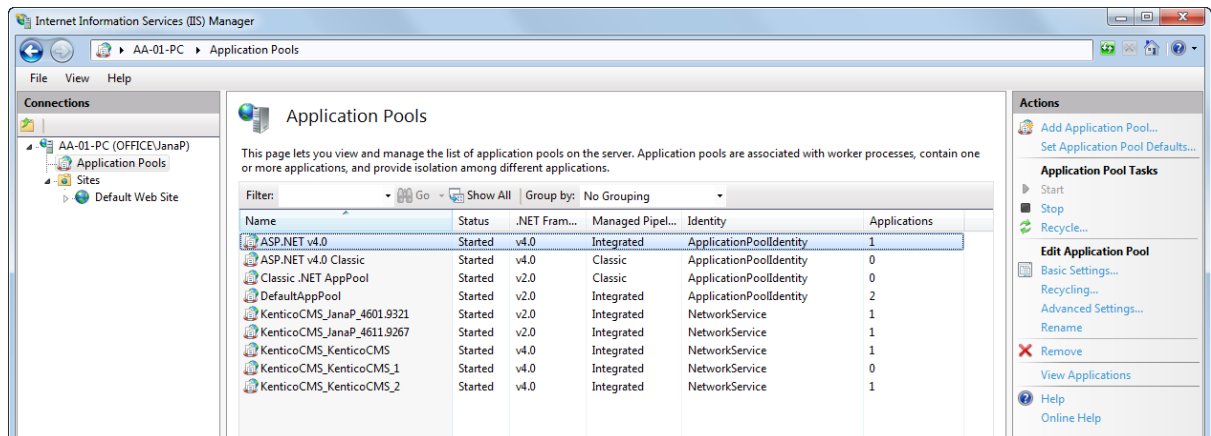 Internet Information Services (IIS) Manager
AA-01-PC Application Pools
File View Help
Connections
AA-01-PC (OFFICE\JanaP)
Application Pools
Sites
Default Web Site
Application Pools
This page lets you view and manage the list of application pools on the server. Application pools are associated with worker processes, contain one
or more applications, and provide isolation among different applications.
Filter: Go Show All Group by: No Grouping
Name Status .NET Fram... Managed Pipel... Identity Applications
ASP.NET v4.0 Started v4.0 Integrated ApplicationPoolIdentity 1
ASP.NET v4.0 Classic Started v4.0 Classic ApplicationPoolIdentity 0
Classic .NET AppPool Started v2.0 Classic ApplicationPoolIdentity 0
DefaultAppPool Started v2.0 Integrated ApplicationPoolIdentity 2
KenticoCMS_JanaP_4601.9321 Started v2.0 Integrated NetworkService 1
KenticoCMS_JanaP_4611.9267 Started v2.0 Integrated NetworkService 1
KenticoCMS_KenticoCMS Started v4.0 Integrated NetworkService 1
KenticoCMS_KenticoCMS_1 Started v4.0 Integrated NetworkService 0
KenticoCMS_KenticoCMS_2 Started v4.0 Integrated NetworkService 1
Actions
Add Application Pool...
Set Application Pool Defaults...
Application Pool Tasks
Start
Stop
Recycle...
Edit Application Pool
Basic Settings...
Recycling...
Advanced Settings...
Rename
Remove
View Applications
Help
Online Help